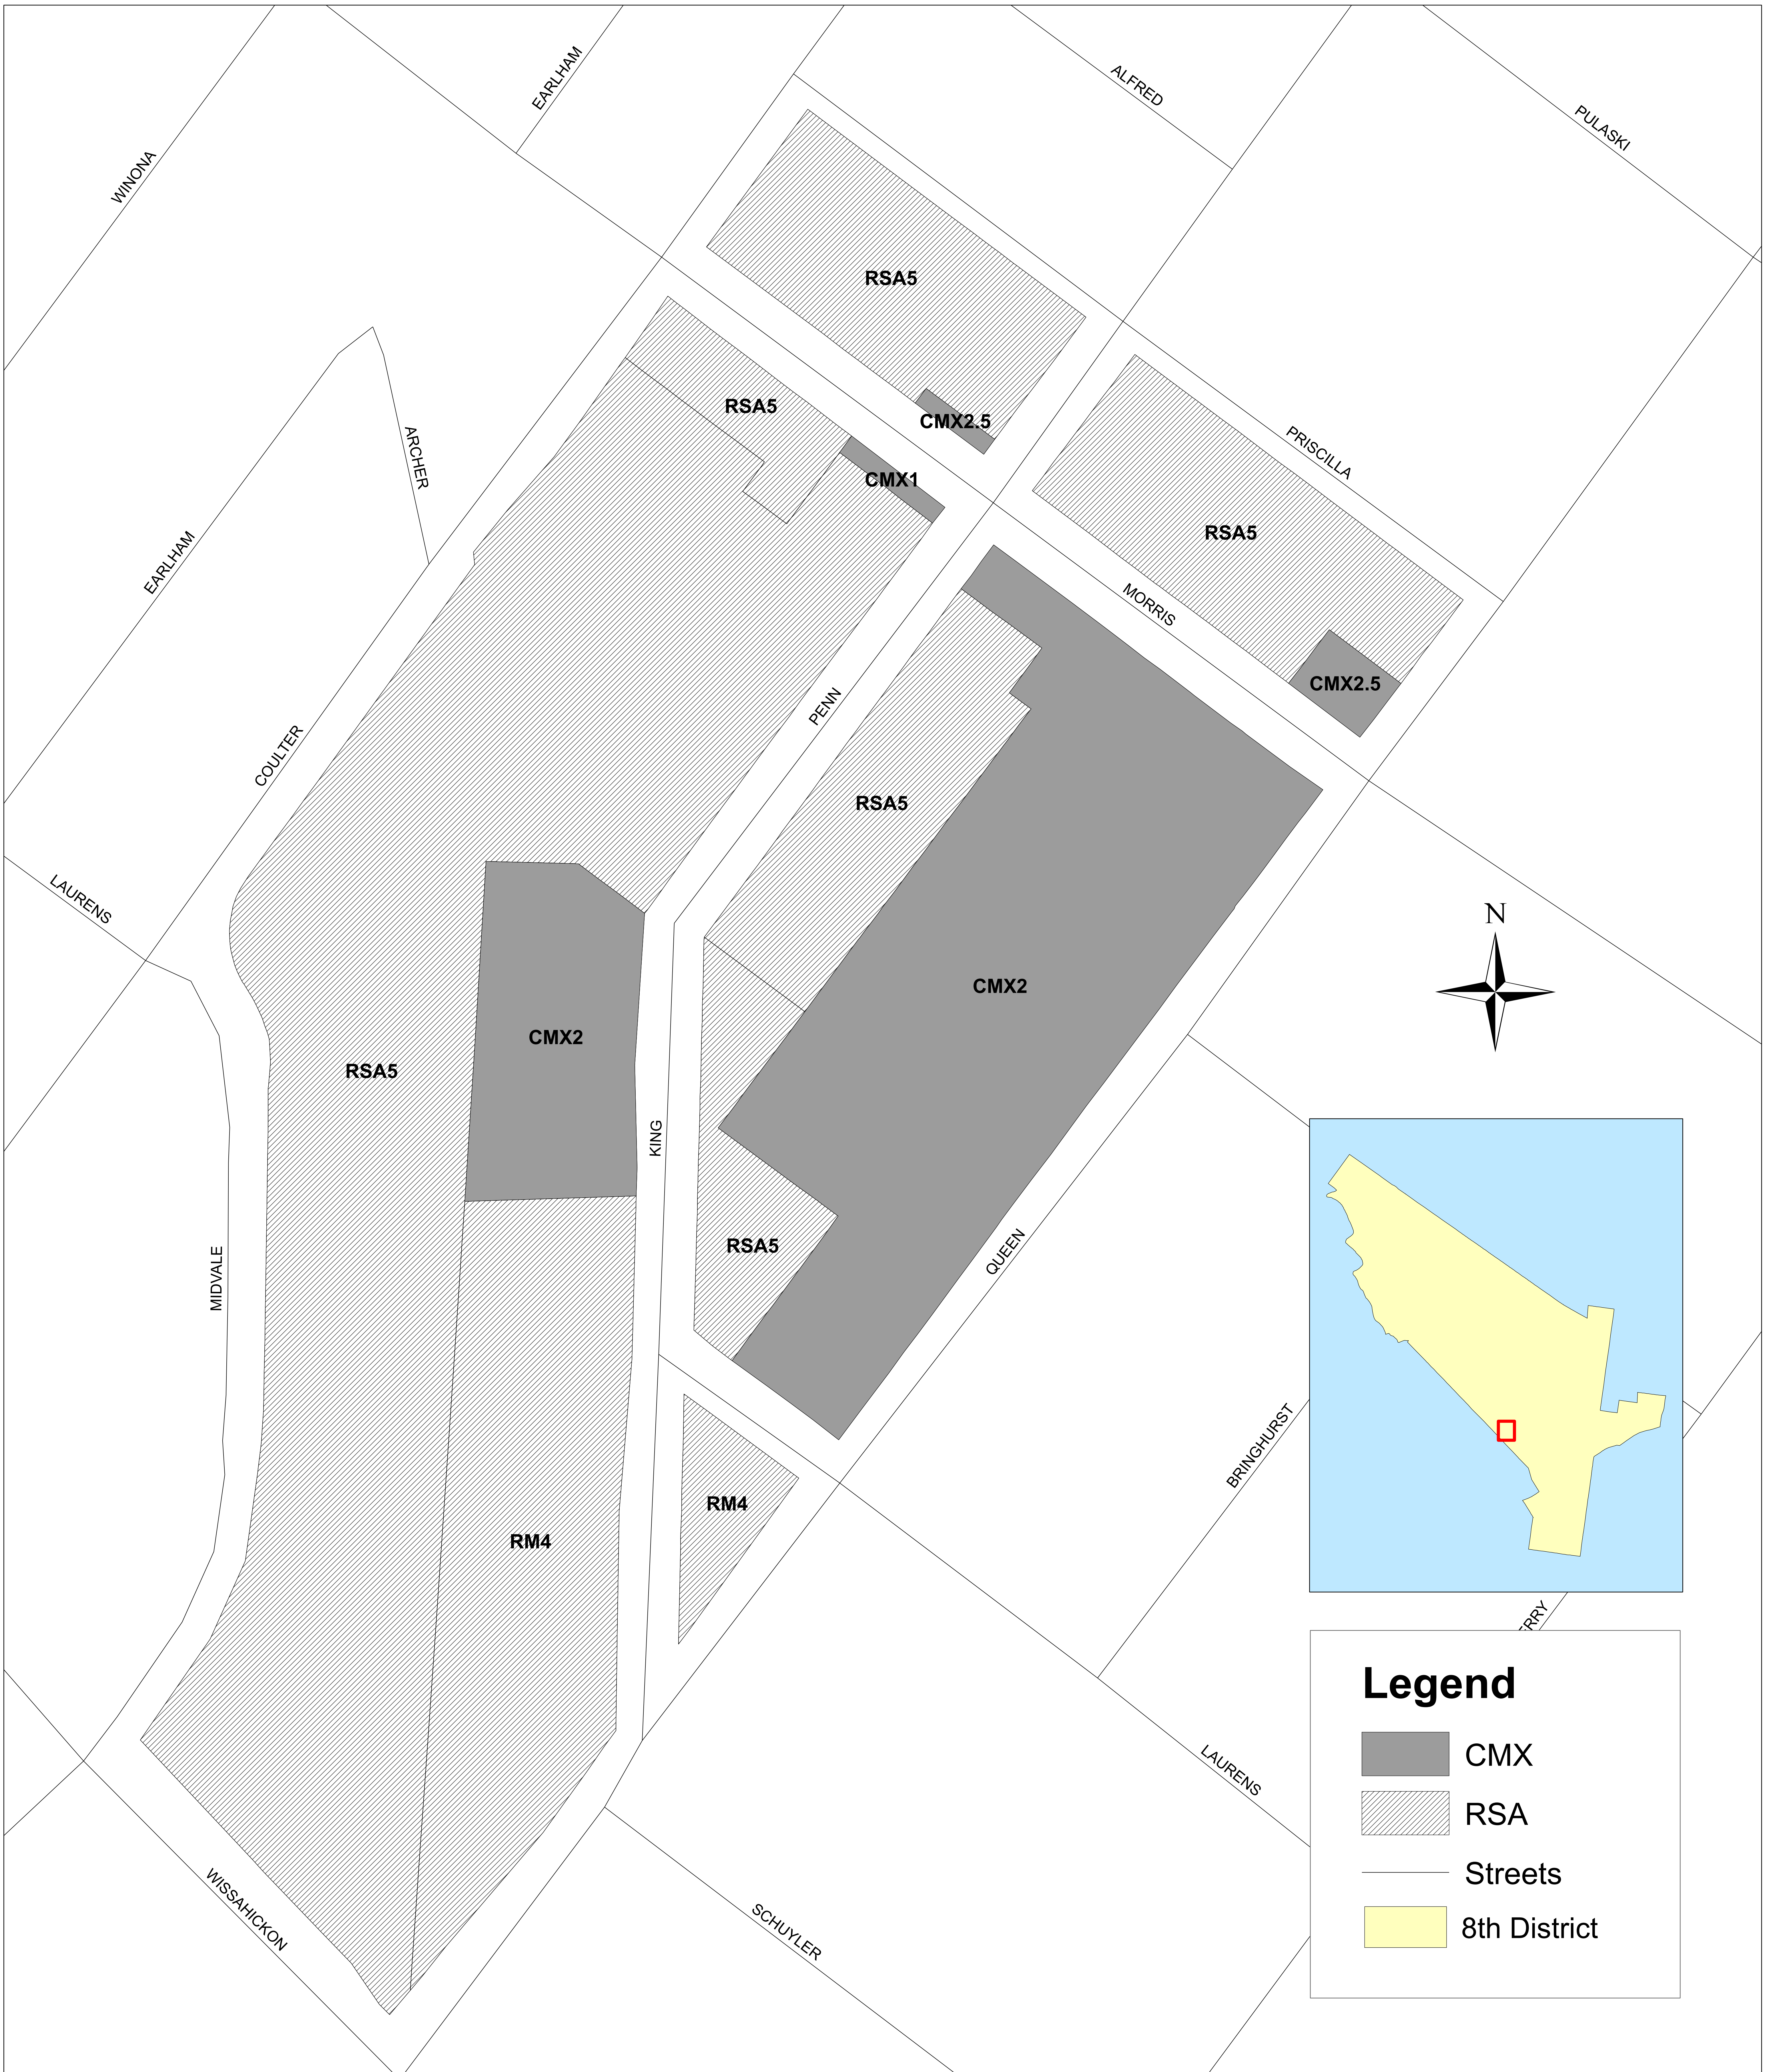 EARLHAM
ALFRED
PULASKI
WINONA
RSA5
RSA5
CMX2.5
ARCHER
PRISCILLA
CMX1
RSA5
EARLHAM
MORRIS
CMX2.5
PENN
COULTER
RSA5
LAURENS
N
CMX2
CMX2
RSA5
KING
RSA5
QUEEN
MIDVALE
BRINGHURST
RM4
RM4
ERRY
Legend
CMX
RSA
Streets
8th District
LAURENS
WISSAHICKON
SCHUYLER